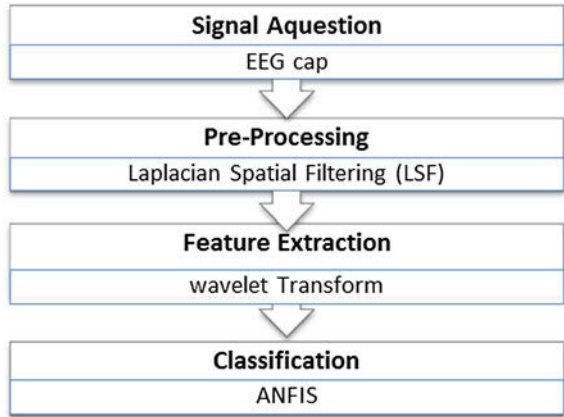 Signal Aquestion
EEG cap
Pre-Processing
Laplacian Spatial Filtering (LSF)
Feature Extraction
wavelet Transform
Classification
ANFIS